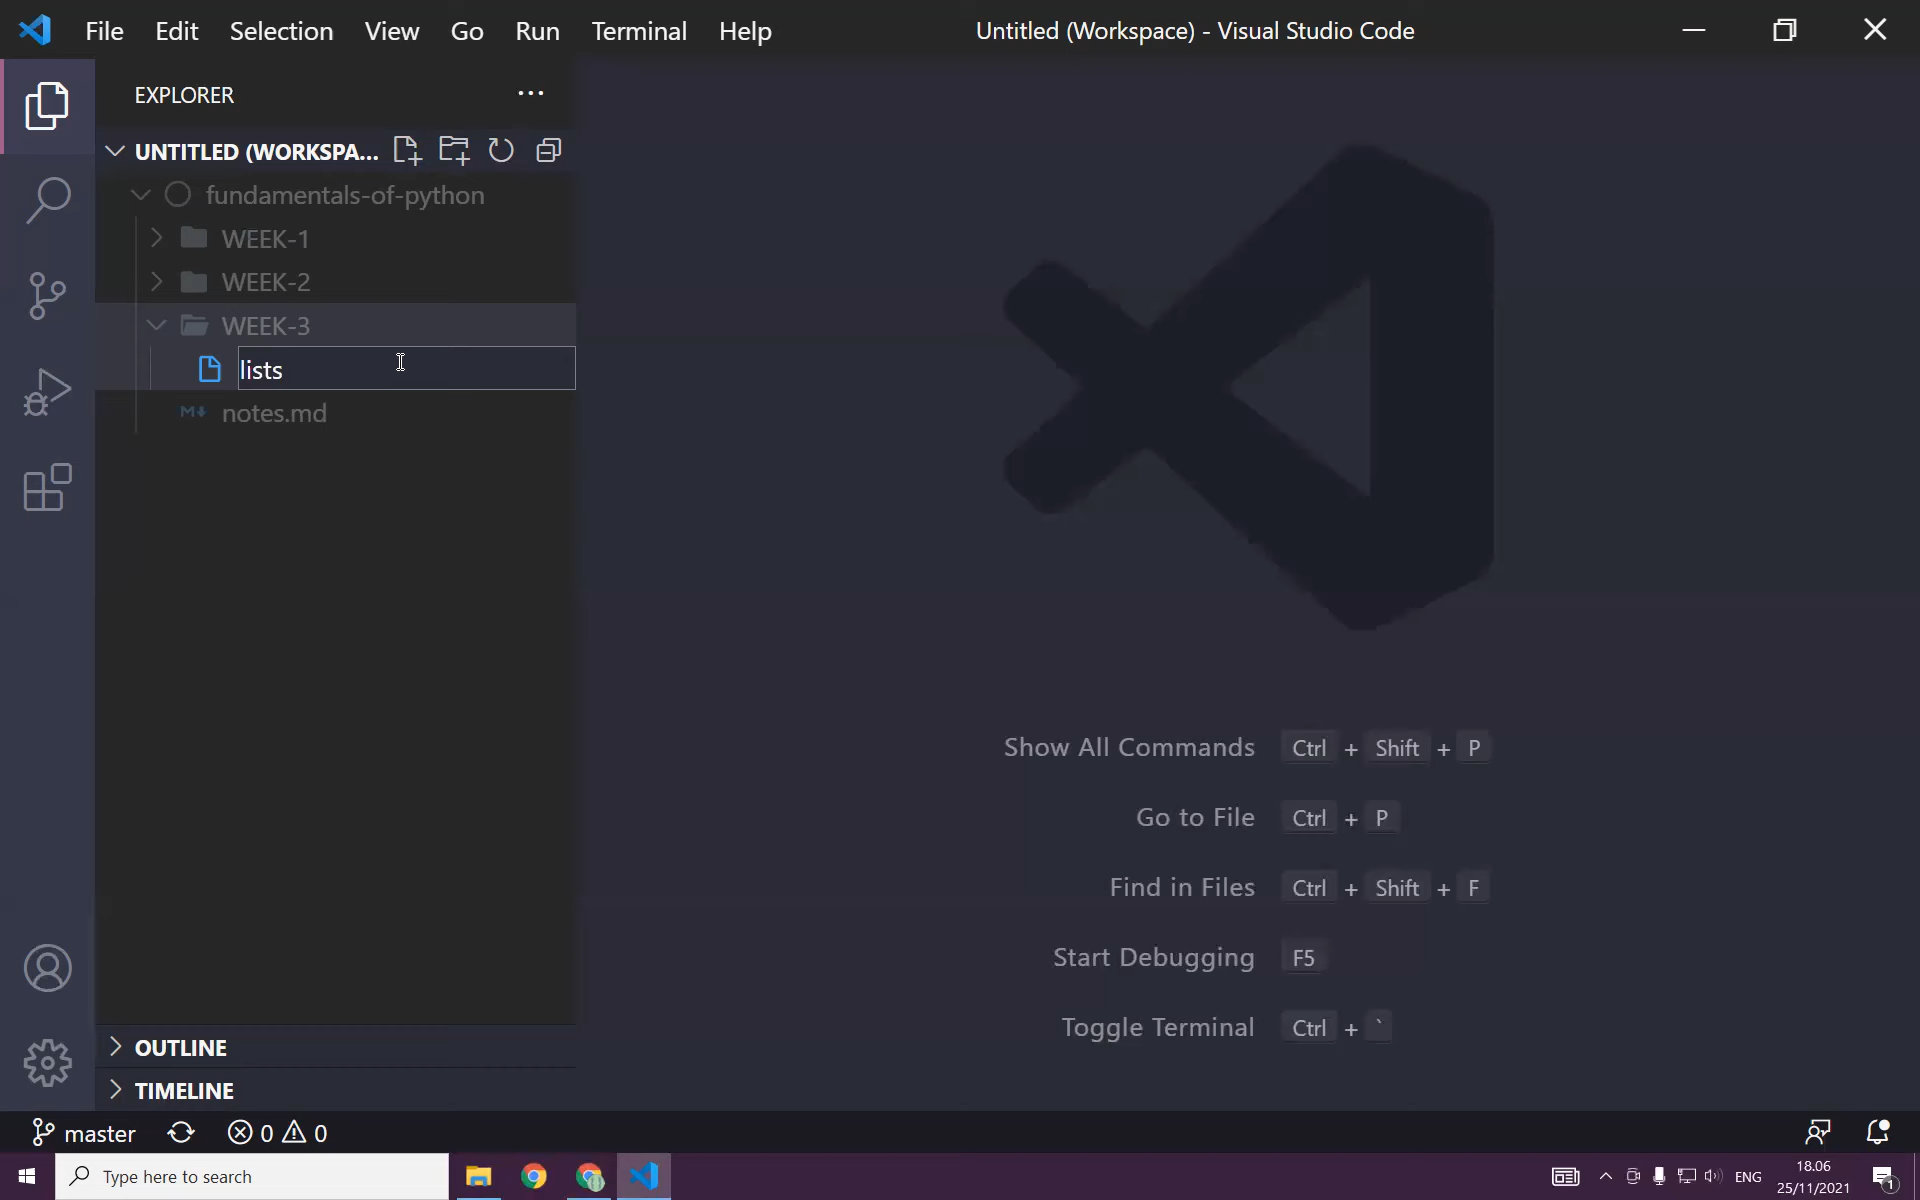 File Edit Selection View Go Run Terminal Help
Untitled (Workspace) - Visual Studio Code
EXPLORER
UNTITLED (WORKSPA...
fundamentals-of-python
WEEK-1
WEEK-2
WEEK-3
lists
M↓ notes.md
Show All Commands Ctrl + Shift + P
Go to File Ctrl + P
Find in Files Ctrl + Shift + F
Start Debugging F5
Toggle Terminal Ctrl + `
OUTLINE
TIMELINE
master 0 0
Type here to search
ENG
18.06
25/11/2021
1